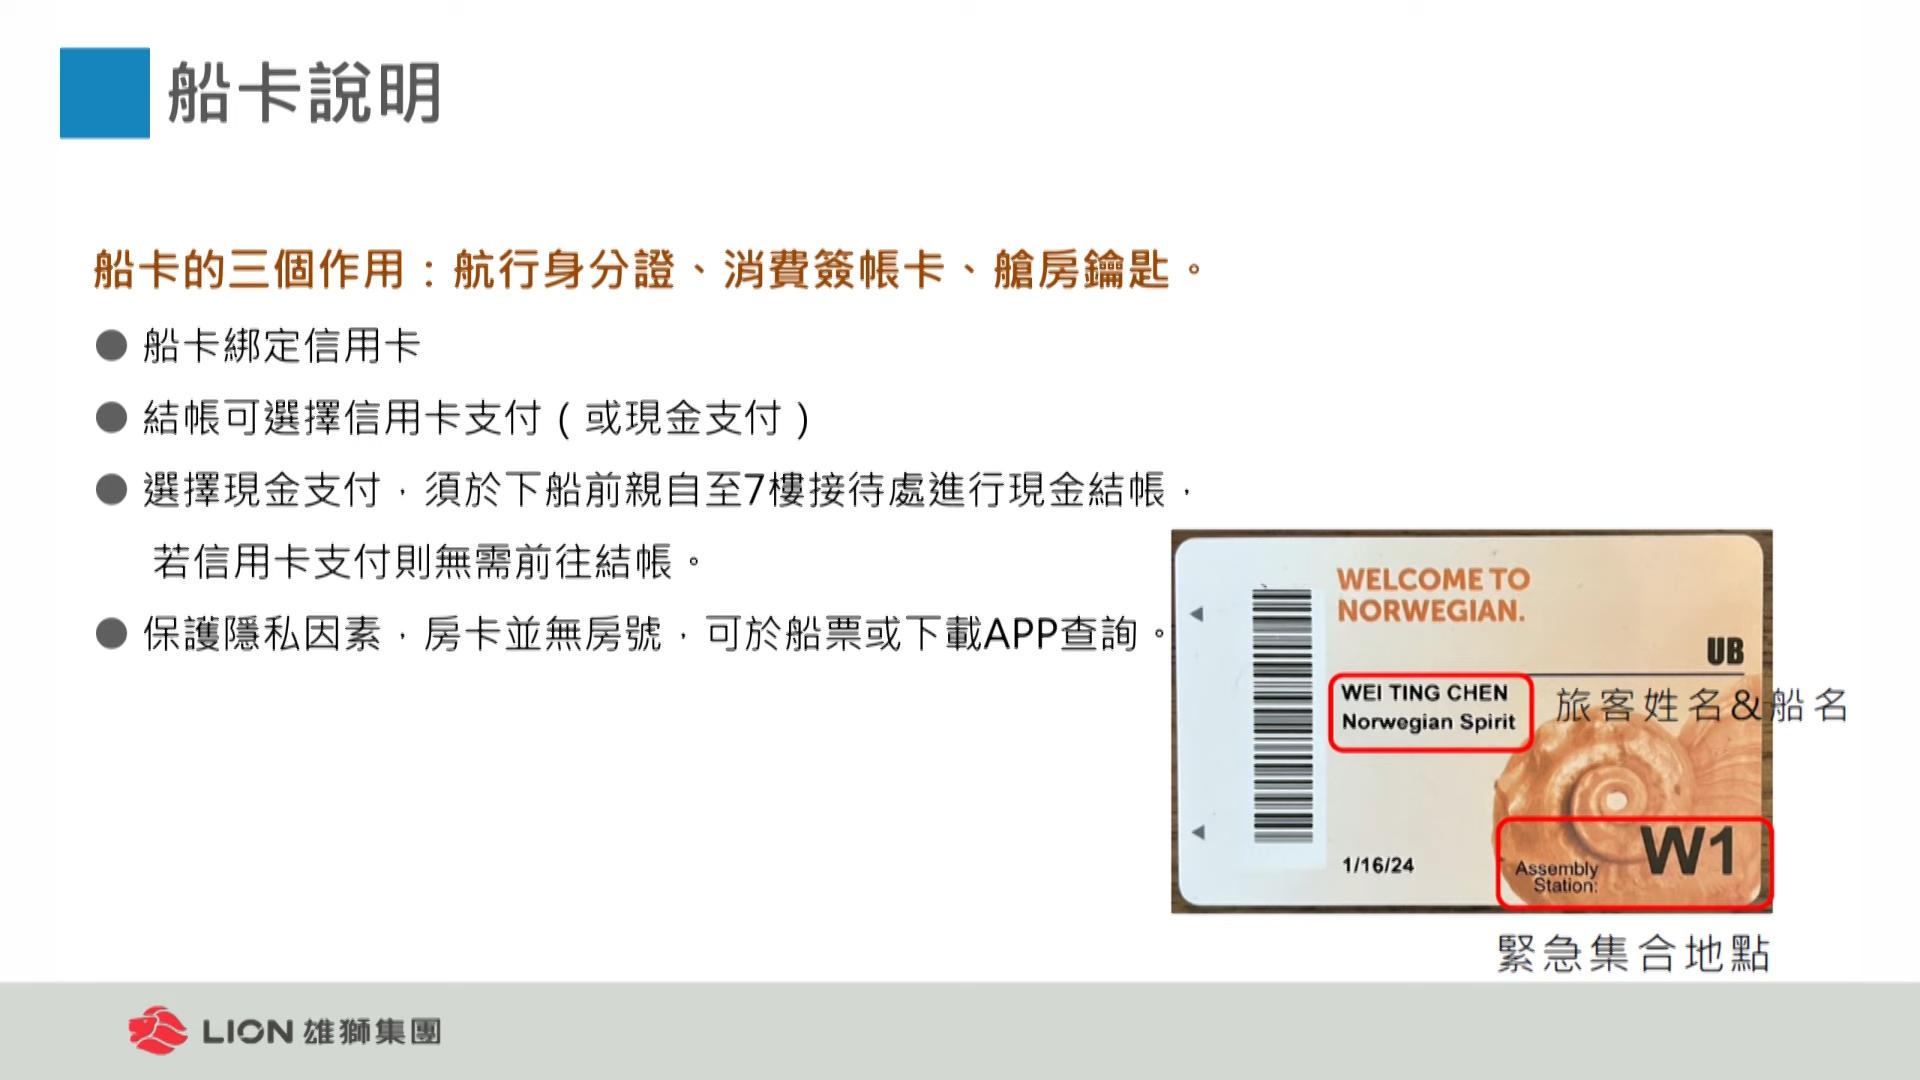 船卡說明
船卡的三個作用：航行身分證、消費簽帳卡、艙房鑰匙。
● 船卡綁定信用卡
● 結帳可選擇信用卡支付（或現金支付）
● 選擇現金支付，須於下船前親自至7樓接待處進行現金結帳，
若信用卡支付則無需前往結帳。
● 保護隱私因素，房卡並無房號，可於船票或下載APP查詢。
WELCOME TO
NORWEGIAN.
UB
WEI TING CHEN
Norwegian Spirit
旅客姓名&船名
1/16/24
Assembly
Station:
W1
緊急集合地點
LION 雄獅集團